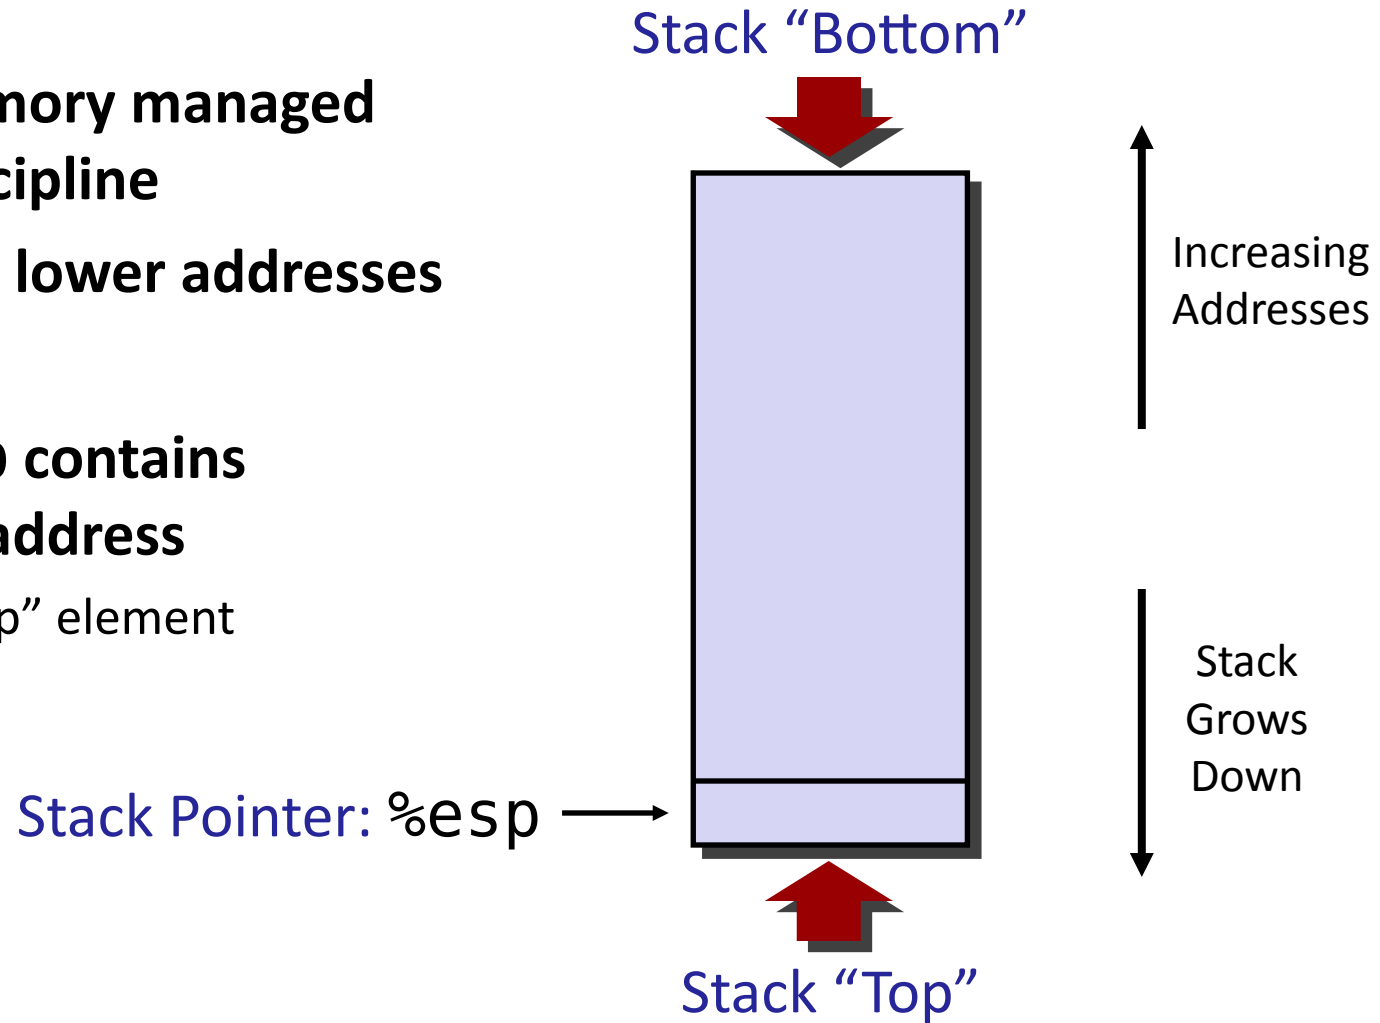 Stack “Bottom”
mory managed
cipline
lower addresses
contains
address
p” element
Stack Pointer: %esp
Stack “Top”
Increasing
Addresses
Stack
Grows
Down